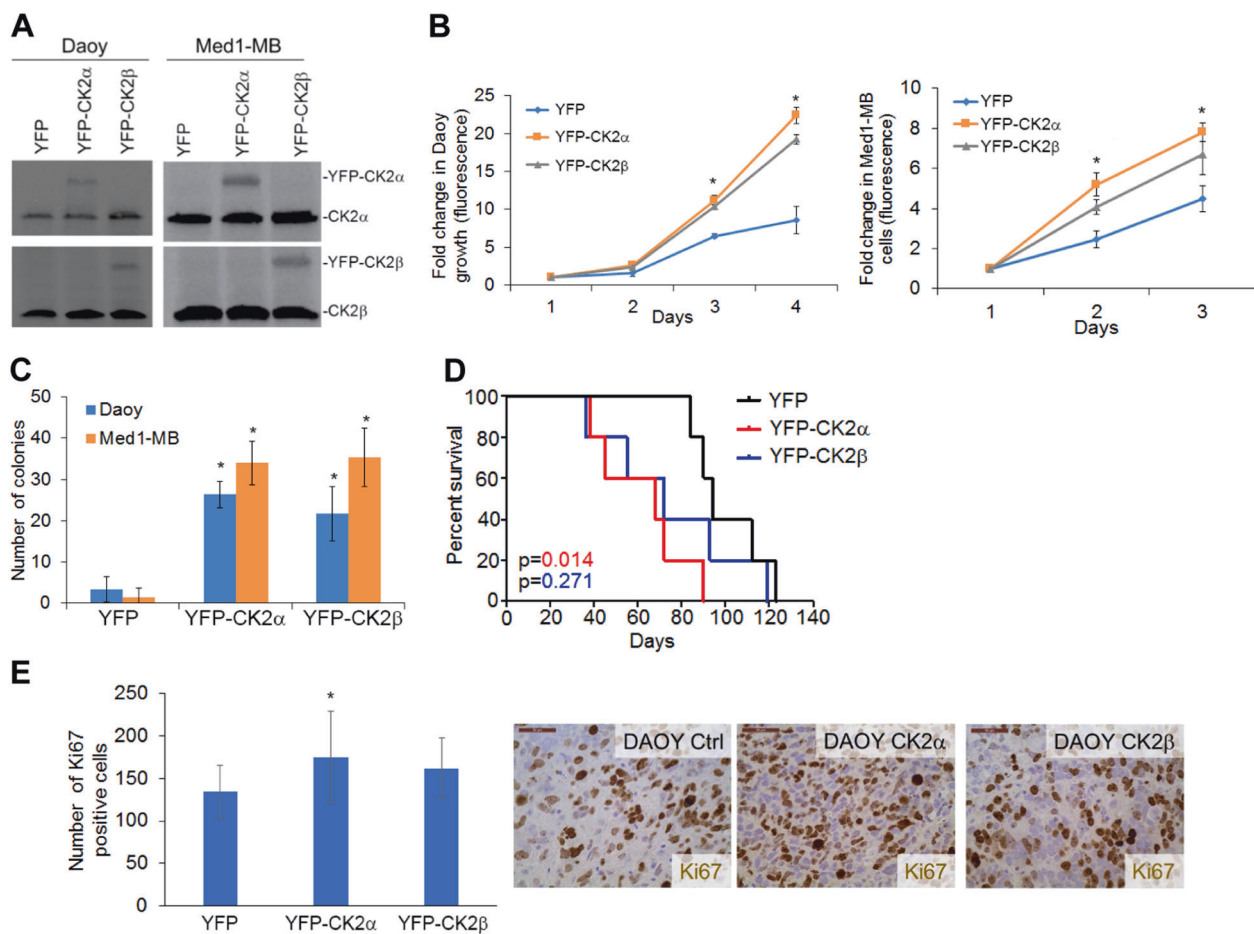 A
Daoy
Med1-MB
YFP
YFP-CK2α
YFP-CK2β
YFP
YFP-CK2α
YFP-CK2β
-YFP-CK2α
-CK2α
-YFP-CK2β
-CK2β
B
Fold change in Daoy
growth (fluorescence)
25
20
15
10
5
0
YFP
YFP-CK2α
YFP-CK2β
*
*
1 2 3 4
Days
Fold change in Med1-MB
cells (fluorescence)
10
8
6
4
2
0
YFP
YFP-CK2α
YFP-CK2β
*
*
1 2 3
Days
C
Number of colonies
50
40
30
20
10
0
Daoy
Med1-MB
* * * *
YFP YFP-CK2α YFP-CK2β
D
Percent survival
100
80
60
40
20
0
YFP
YFP-CK2α
YFP-CK2β
p=0.014
p=0.271
0 20 40 60 80 100 120 140
Days
E
Number of Ki67
positive cells
250
200
150
100
50
0
*
YFP YFP-CK2α YFP-CK2β
DAOY Ctrl
Ki67
DAOY CK2α
Ki67
DAOY CK2β
Ki67